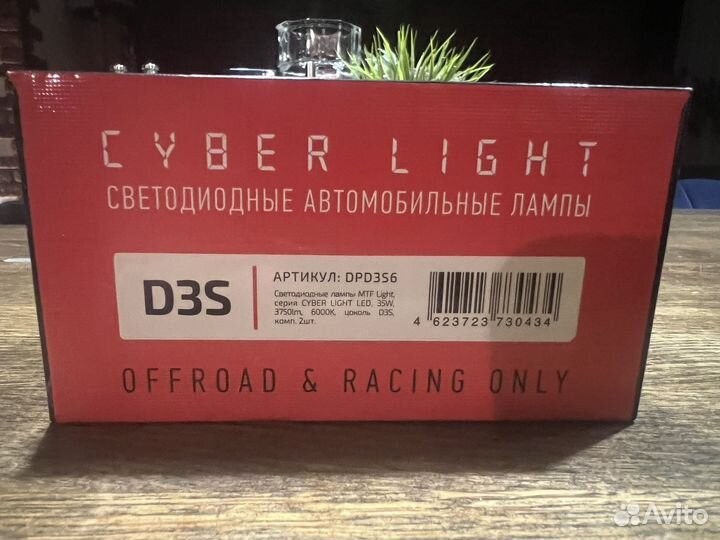 CYBER LIGHT
СВЕТОДИОДНЫЕ АВТОМОБИЛЬНЫЕ ЛАМПЫ
D3S
АРТИКУЛ: DPD3S6
Светодиодные лампы MTF Light,
серия CYBER LIGHT LED, 35W,
3750lm, 6000K, цоколь D3S,
комп. 2шт.
4 623723 730434
OFFROAD & RACING ONLY
Avito